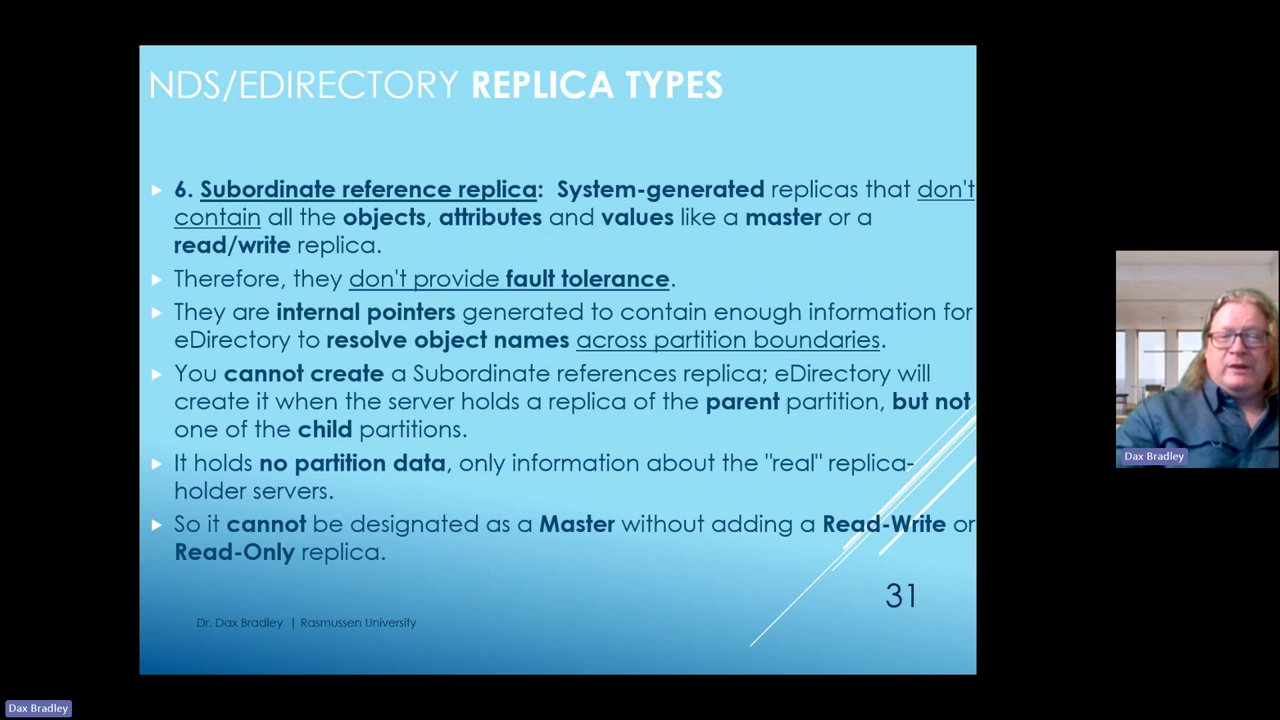 NDS/EDIRECTORY REPLICA TYPES
6. Subordinate reference replica: System-generated replicas that don't
contain all the objects, attributes and values like a master or a
read/write replica.
Therefore, they don't provide fault tolerance.
They are internal pointers generated to contain enough information for
eDirectory to resolve object names across partition boundaries.
You cannot create a Subordinate references replica; eDirectory will
create it when the server holds a replica of the parent partition, but not
one of the child partitions.
It holds no partition data, only information about the "real" replica-
holder servers.
So it cannot be designated as a Master without adding a Read-Write or
Read-Only replica.
31
Dr. Dax Bradley | Rasmussen University
Dax Bradley
Dax Bradley